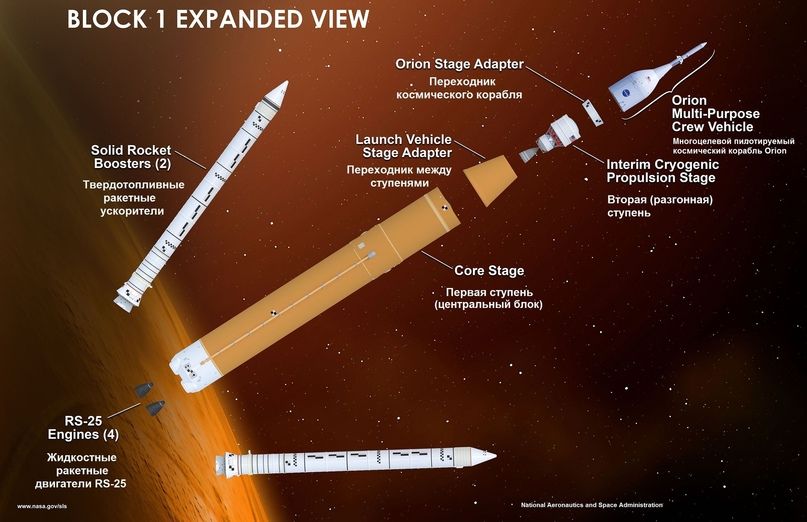 BLOCK 1 EXPANDED VIEW
Orion Stage Adapter
Переходник
космического корабля
Orion
Multi-Purpose
Crew Vehicle
Многоцелевой пилотируемый
космический корабль Orion
Launch Vehicle
Stage Adapter
Переходник между
ступенями
Solid Rocket
Boosters (2)
Твердотопливные
ракетные
ускорители
Interim Cryogenic
Propulsion Stage
Вторая (разгонная)
ступень
Core Stage
Первая ступень
(центральный блок)
RS-25
Engines (4)
Жидкостные
ракетные
двигатели RS-25
www.nasa.gov/sls
National Aeronautics and Space Administration